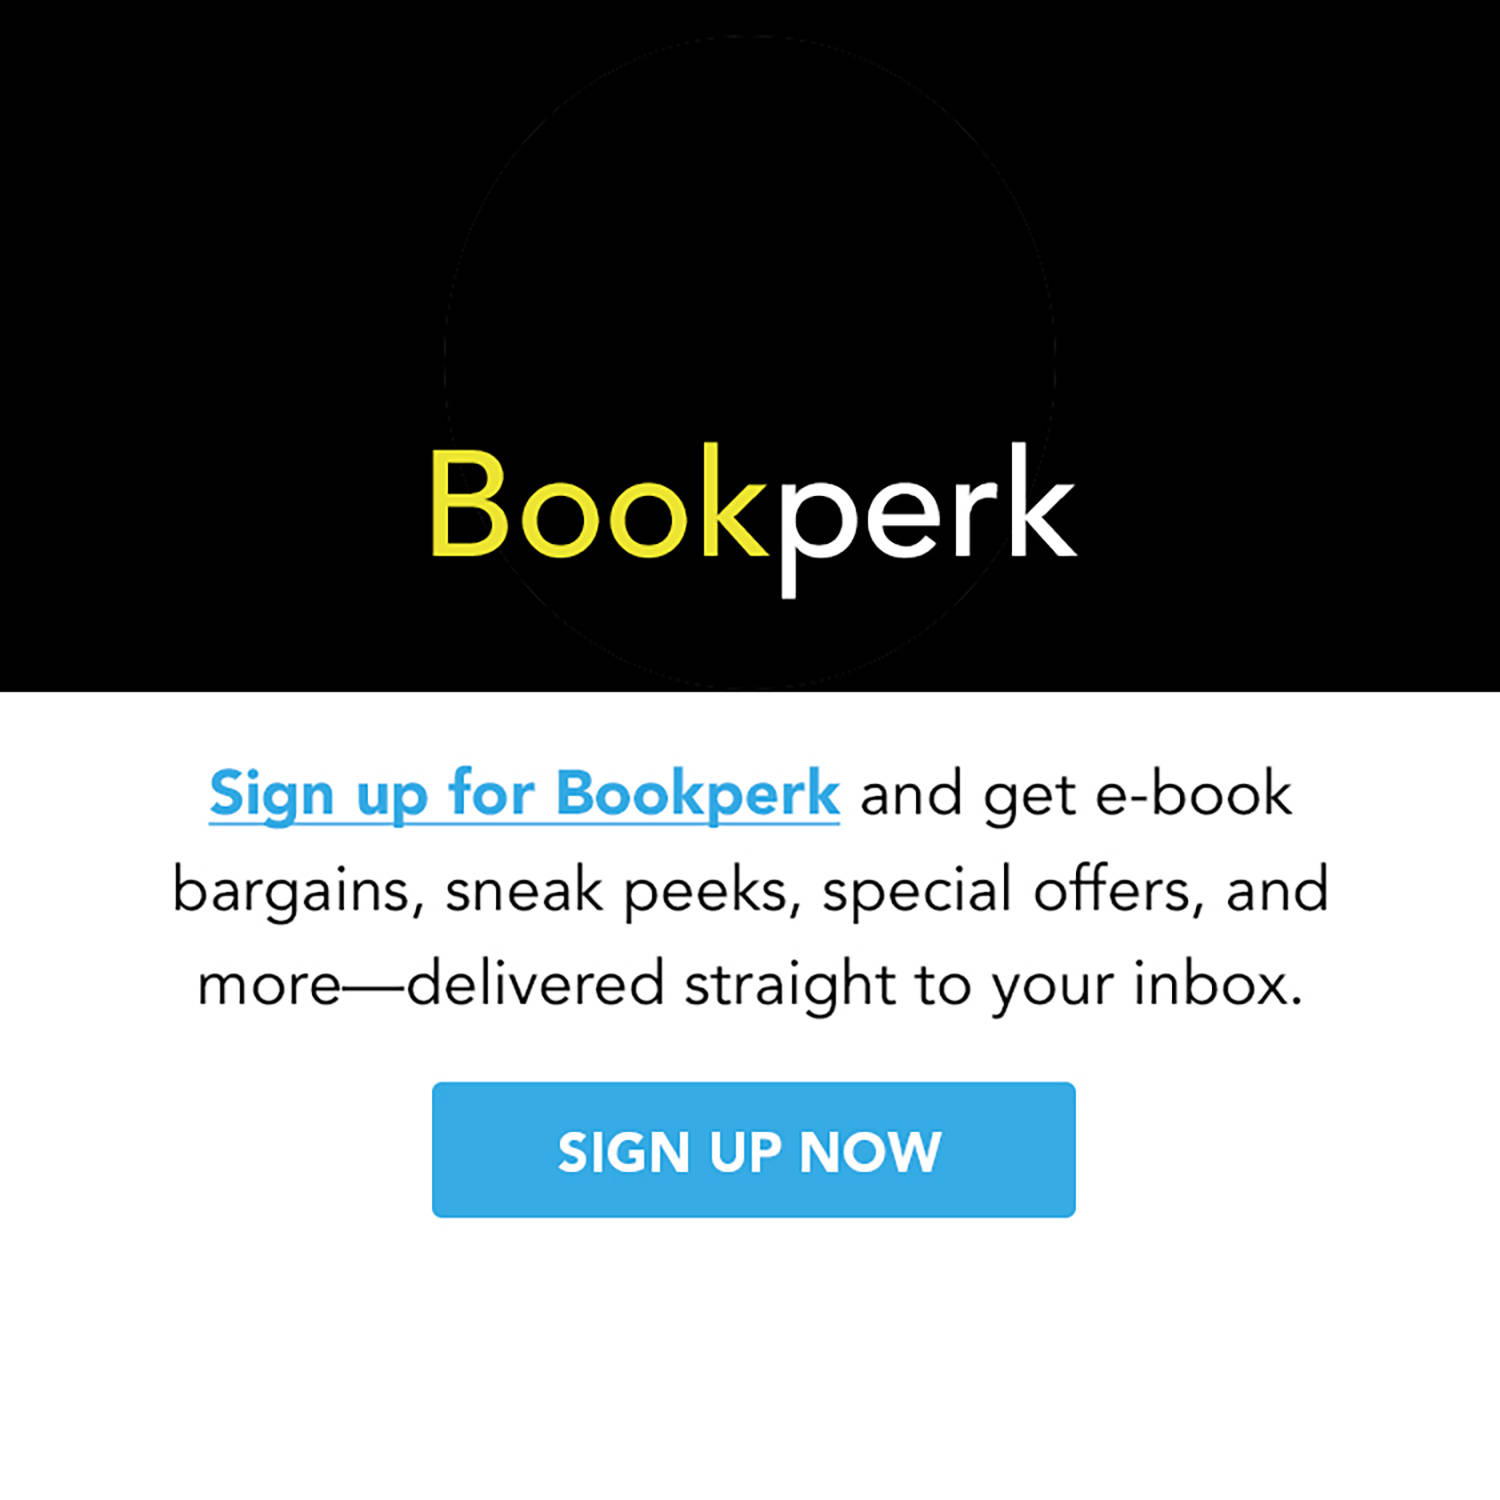 Bookperk
Sign up for Bookperk and get e-book
bargains, sneak peeks, special offers, and
more—delivered straight to your inbox.
SIGN UP NOW